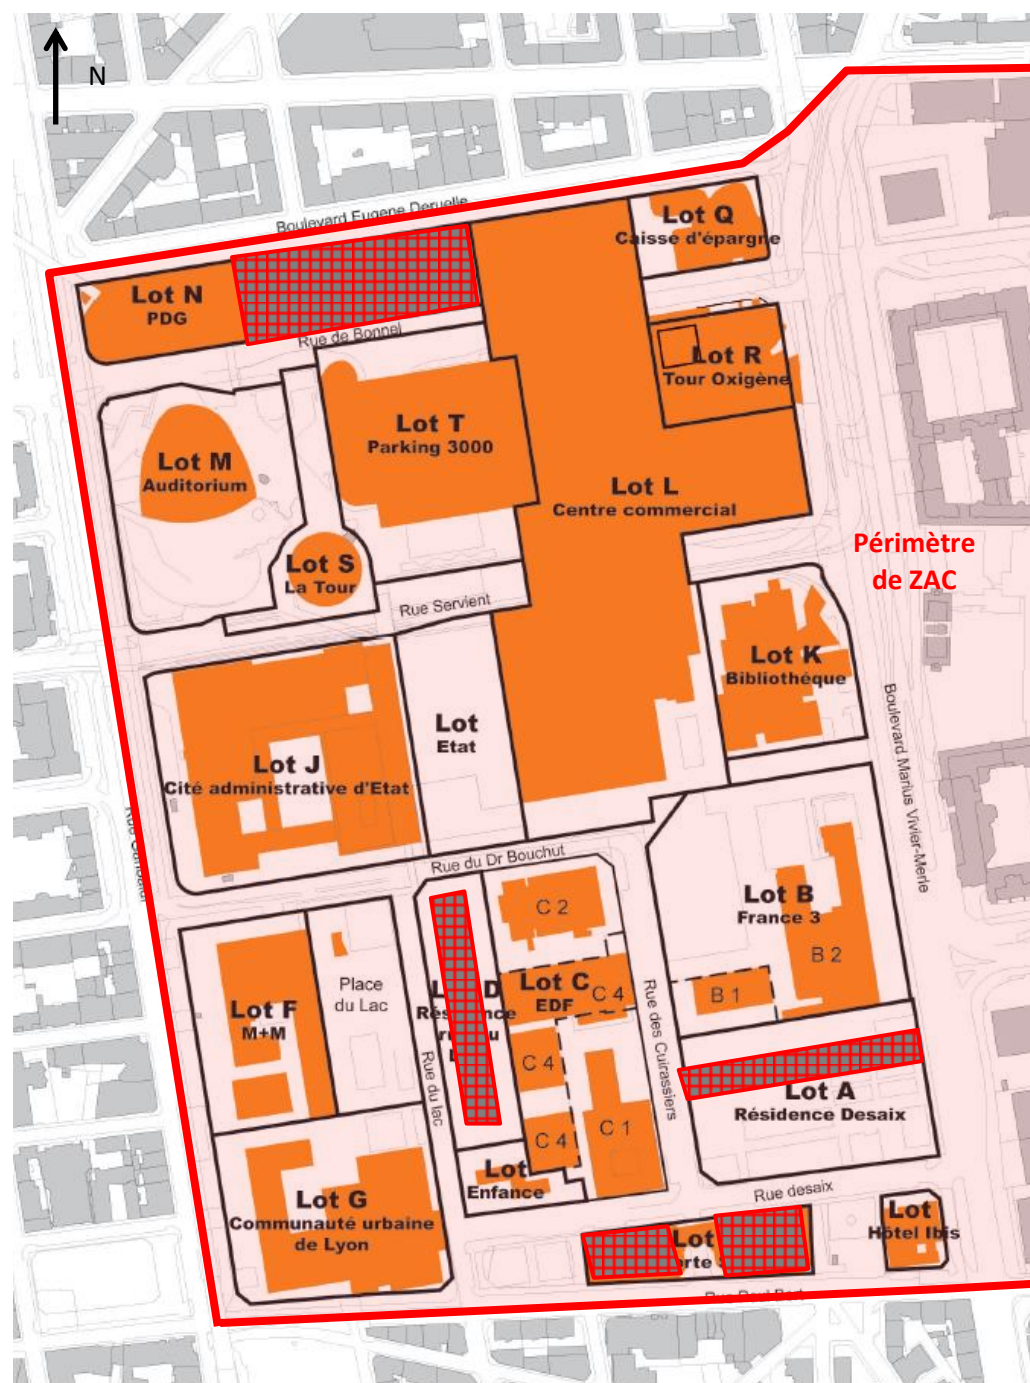 N
Boulevard Eugene Deruelle
Lot Q
Caisse d'épargne
Lot N
PDG
Rue de Bonnel
Lot R
Tour Oxigène
Lot T
Parking 3000
Lot M
Auditorium
Lot L
Centre commercial
Périmètre
de ZAC
Lot S
La Tour
Rue Servient
Lot K
Bibliothéque
Lot
Etat
Lot J
Cité administrative d'Etat
Boulevard Marius Vivier-Merle
Rue Garibaldi
Rue du Dr Bouchut
C 2
Lot B
France 3
B 2
B 1
Place
du Lac
Lot C
EDF
C 4
D
Lot F
M+M
Rue des Cuirassiers
Rue du lac
C 4
C 4
C 1
Lot A
Résidence Desaix
Lot
Enfance
Rue desaix
Lot G
Communauté urbaine
de Lyon
Lot
Lot
Hôtel Ibis